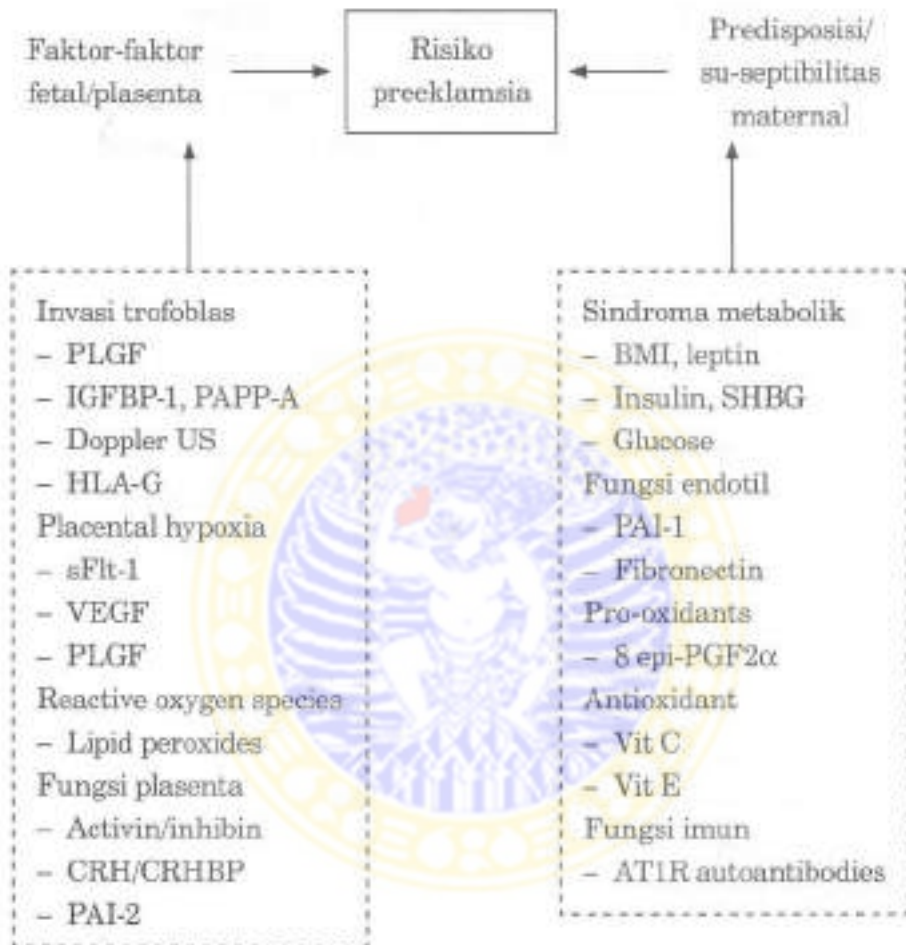 Faktor-faktor
fetal/plasenta
Risiko
preeklamsia
Predisposisi/
su-septibilitas
maternal
Invasi trofoblas
– PLGF
– IGFBP-1, PAPP-A
– Doppler US
– HLA-G
Placental hypoxia
– sFlt-1
– VEGF
– PLGF
Reactive oxygen species
– Lipid peroxides
Fungsi plasenta
– Activin/inhibin
– CRH/CRHBP
– PAI-2
Sindroma metabolik
– BMI, leptin
– Insulin, SHBG
– Glucose
Fungsi endotil
– PAI-1
– Fibronectin
Pro-oxidants
– 8 epi-PGF2α
Antioxidant
– Vit C
– Vit E
Fungsi imun
– AT1R autoantibodies